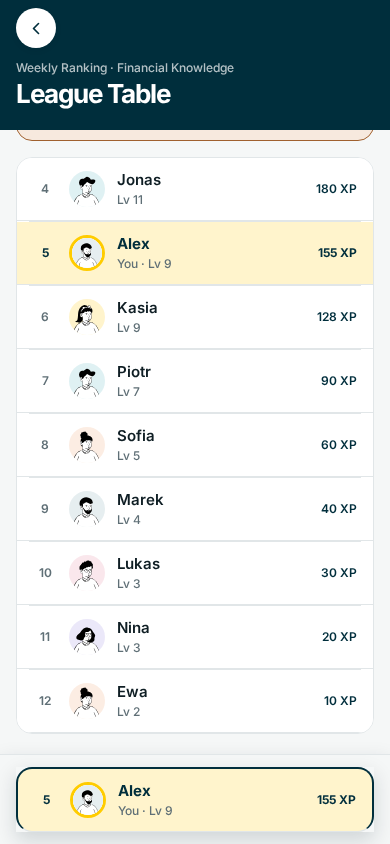 Weekly Ranking · Financial Knowledge
League Table
4 Jonas 180 XP
Lv 11
5 Alex 155 XP
You · Lv 9
6 Kasia 128 XP
Lv 9
7 Piotr 90 XP
Lv 7
8 Sofia 60 XP
Lv 5
9 Marek 40 XP
Lv 4
10 Lukas 30 XP
Lv 3
11 Nina 20 XP
Lv 3
12 Ewa 10 XP
Lv 2
5 Alex 155 XP
You · Lv 9